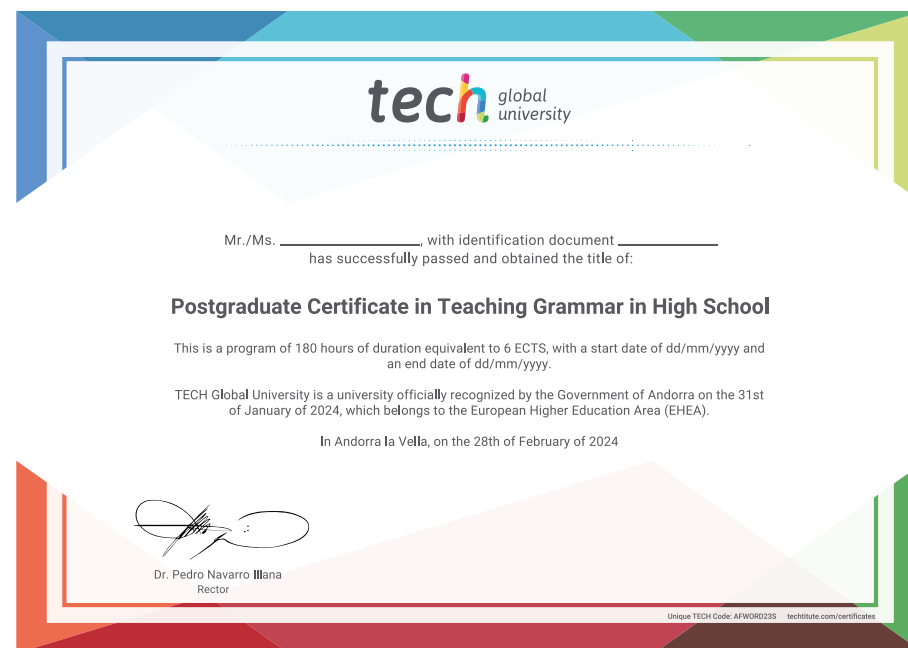 tech global university
Mr./Ms. ____________, with identification document ____________
has successfully passed and obtained the title of:
Postgraduate Certificate in Teaching Grammar in High School
This is a program of 180 hours of duration equivalent to 6 ECTS, with a start date of dd/mm/yyyy and
an end date of dd/mm/yyyy.
TECH Global University is a university officially recognized by the Government of Andorra on the 31st
of January of 2024, which belongs to the European Higher Education Area (EHEA).
In Andorra la Vella, on the 28th of February of 2024
Dr. Pedro Navarro Illana
Rector
Unique TECH Code: AFWORD23S techtitute.com/certificates